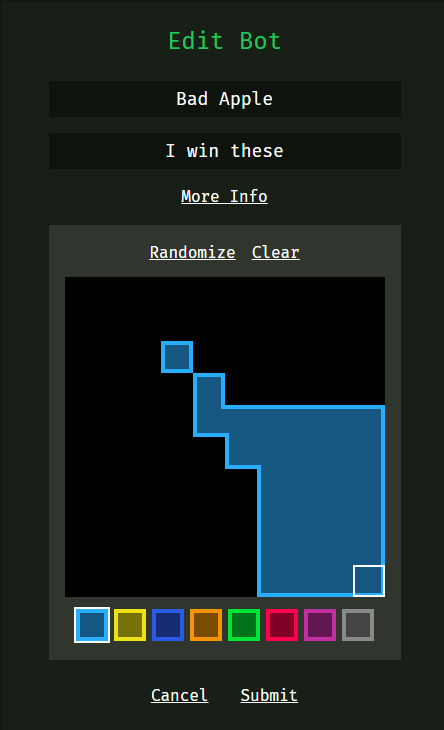 Edit Bot
Bad Apple
I win these
More Info
Randomize Clear
Cancel Submit